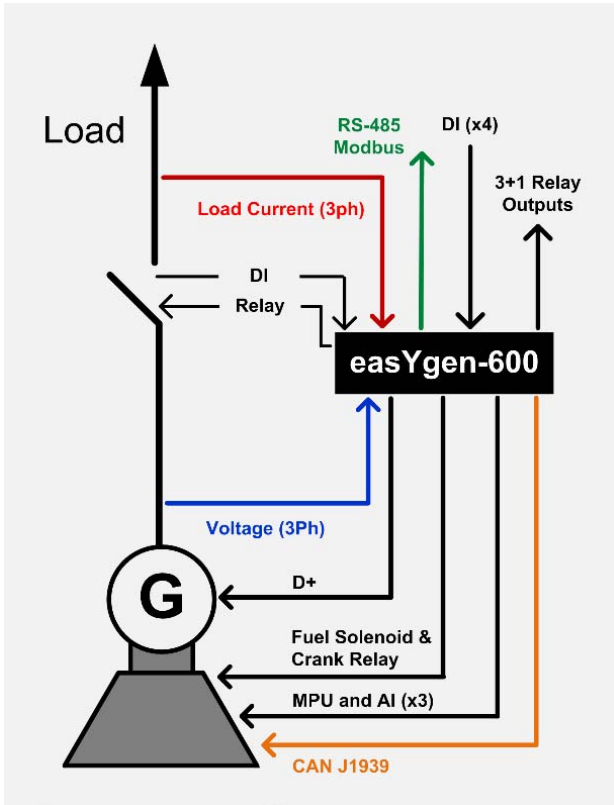 Load
RS-485
Modbus
DI (x4)
3+1 Relay
Outputs
Load Current (3ph)
DI
Relay
easYgen-600
Voltage (3Ph)
G
D+
Fuel Solenoid &
Crank Relay
MPU and AI (x3)
CAN J1939